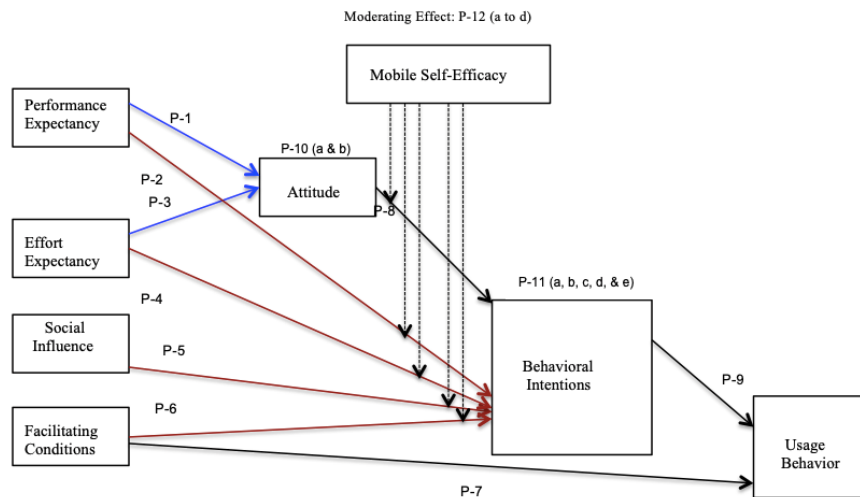 Moderating Effect: P-12 (a to d)
Mobile Self-Efficacy
Performance
Expectancy
P-1
P-10 (a & b)
P-2
P-3
Attitude
P-8
Effort
Expectancy
P-11 (a, b, c, d, & e)
P-4
Social
Influence
P-5
Behavioral
Intentions
P-9
P-6
Facilitating
Conditions
Usage
Behavior
P-7